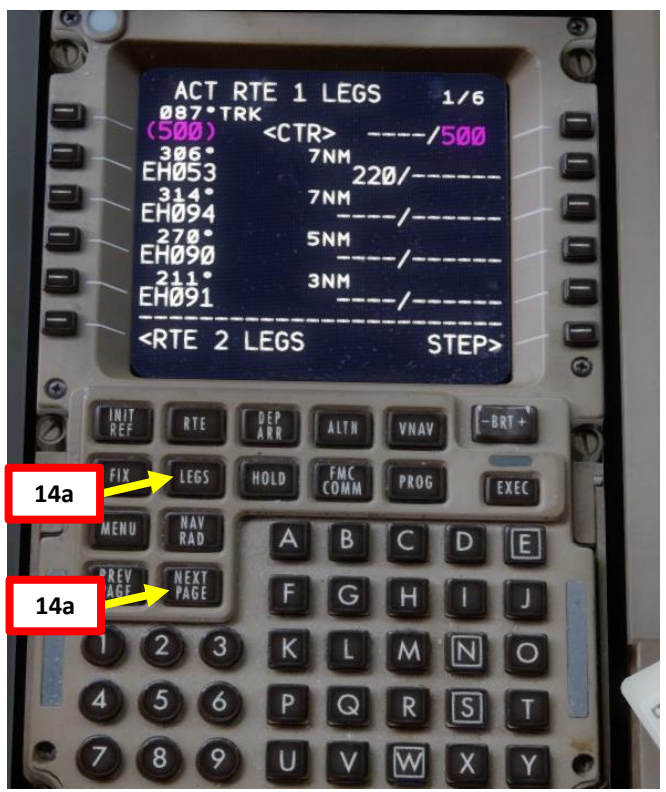 ACT RTE 1 LEGS 1/6
087°TRK
(500) <CTR> ----/500
306° 7NM
EH053 220/------
314° 7NM
EH094 ----/------
270° 5NM
EH090 ----/------
211° 3NM
EH091 ----/------
--------------------------------
<RTE 2 LEGS STEP>
INIT REF RTE DEP ARR ALTN VNAV -BRT+
14a FIX LEGS HOLD FMC COMM PROG EXEC
MENU NAV RAD A B C D E
14a PREV PAGE NEXT PAGE F G H I J
1 2 3 K L M N O
4 5 6 P Q R S T
7 8 9 U V W X Y